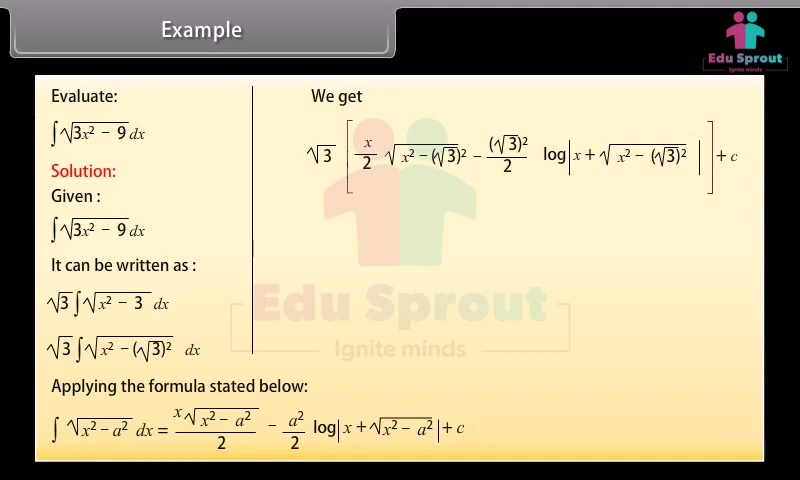 Example
Edu Sprout
Ignite minds
Evaluate:
∫√3x² − 9 dx
Solution:
Given :
∫√3x² − 9 dx
It can be written as :
√3 ∫√x² − 3 dx
√3 ∫√x² − (√3)² dx
Applying the formula stated below:
∫ √x² − a² dx = x√x² − a² / 2 − a²/2 log|x + √x² − a²| + c
We get
√3 [x/2 √x² − (√3)² − (√3)²/2 log|x + √x² − (√3)²|] + c
Edu Sprout
Ignite minds